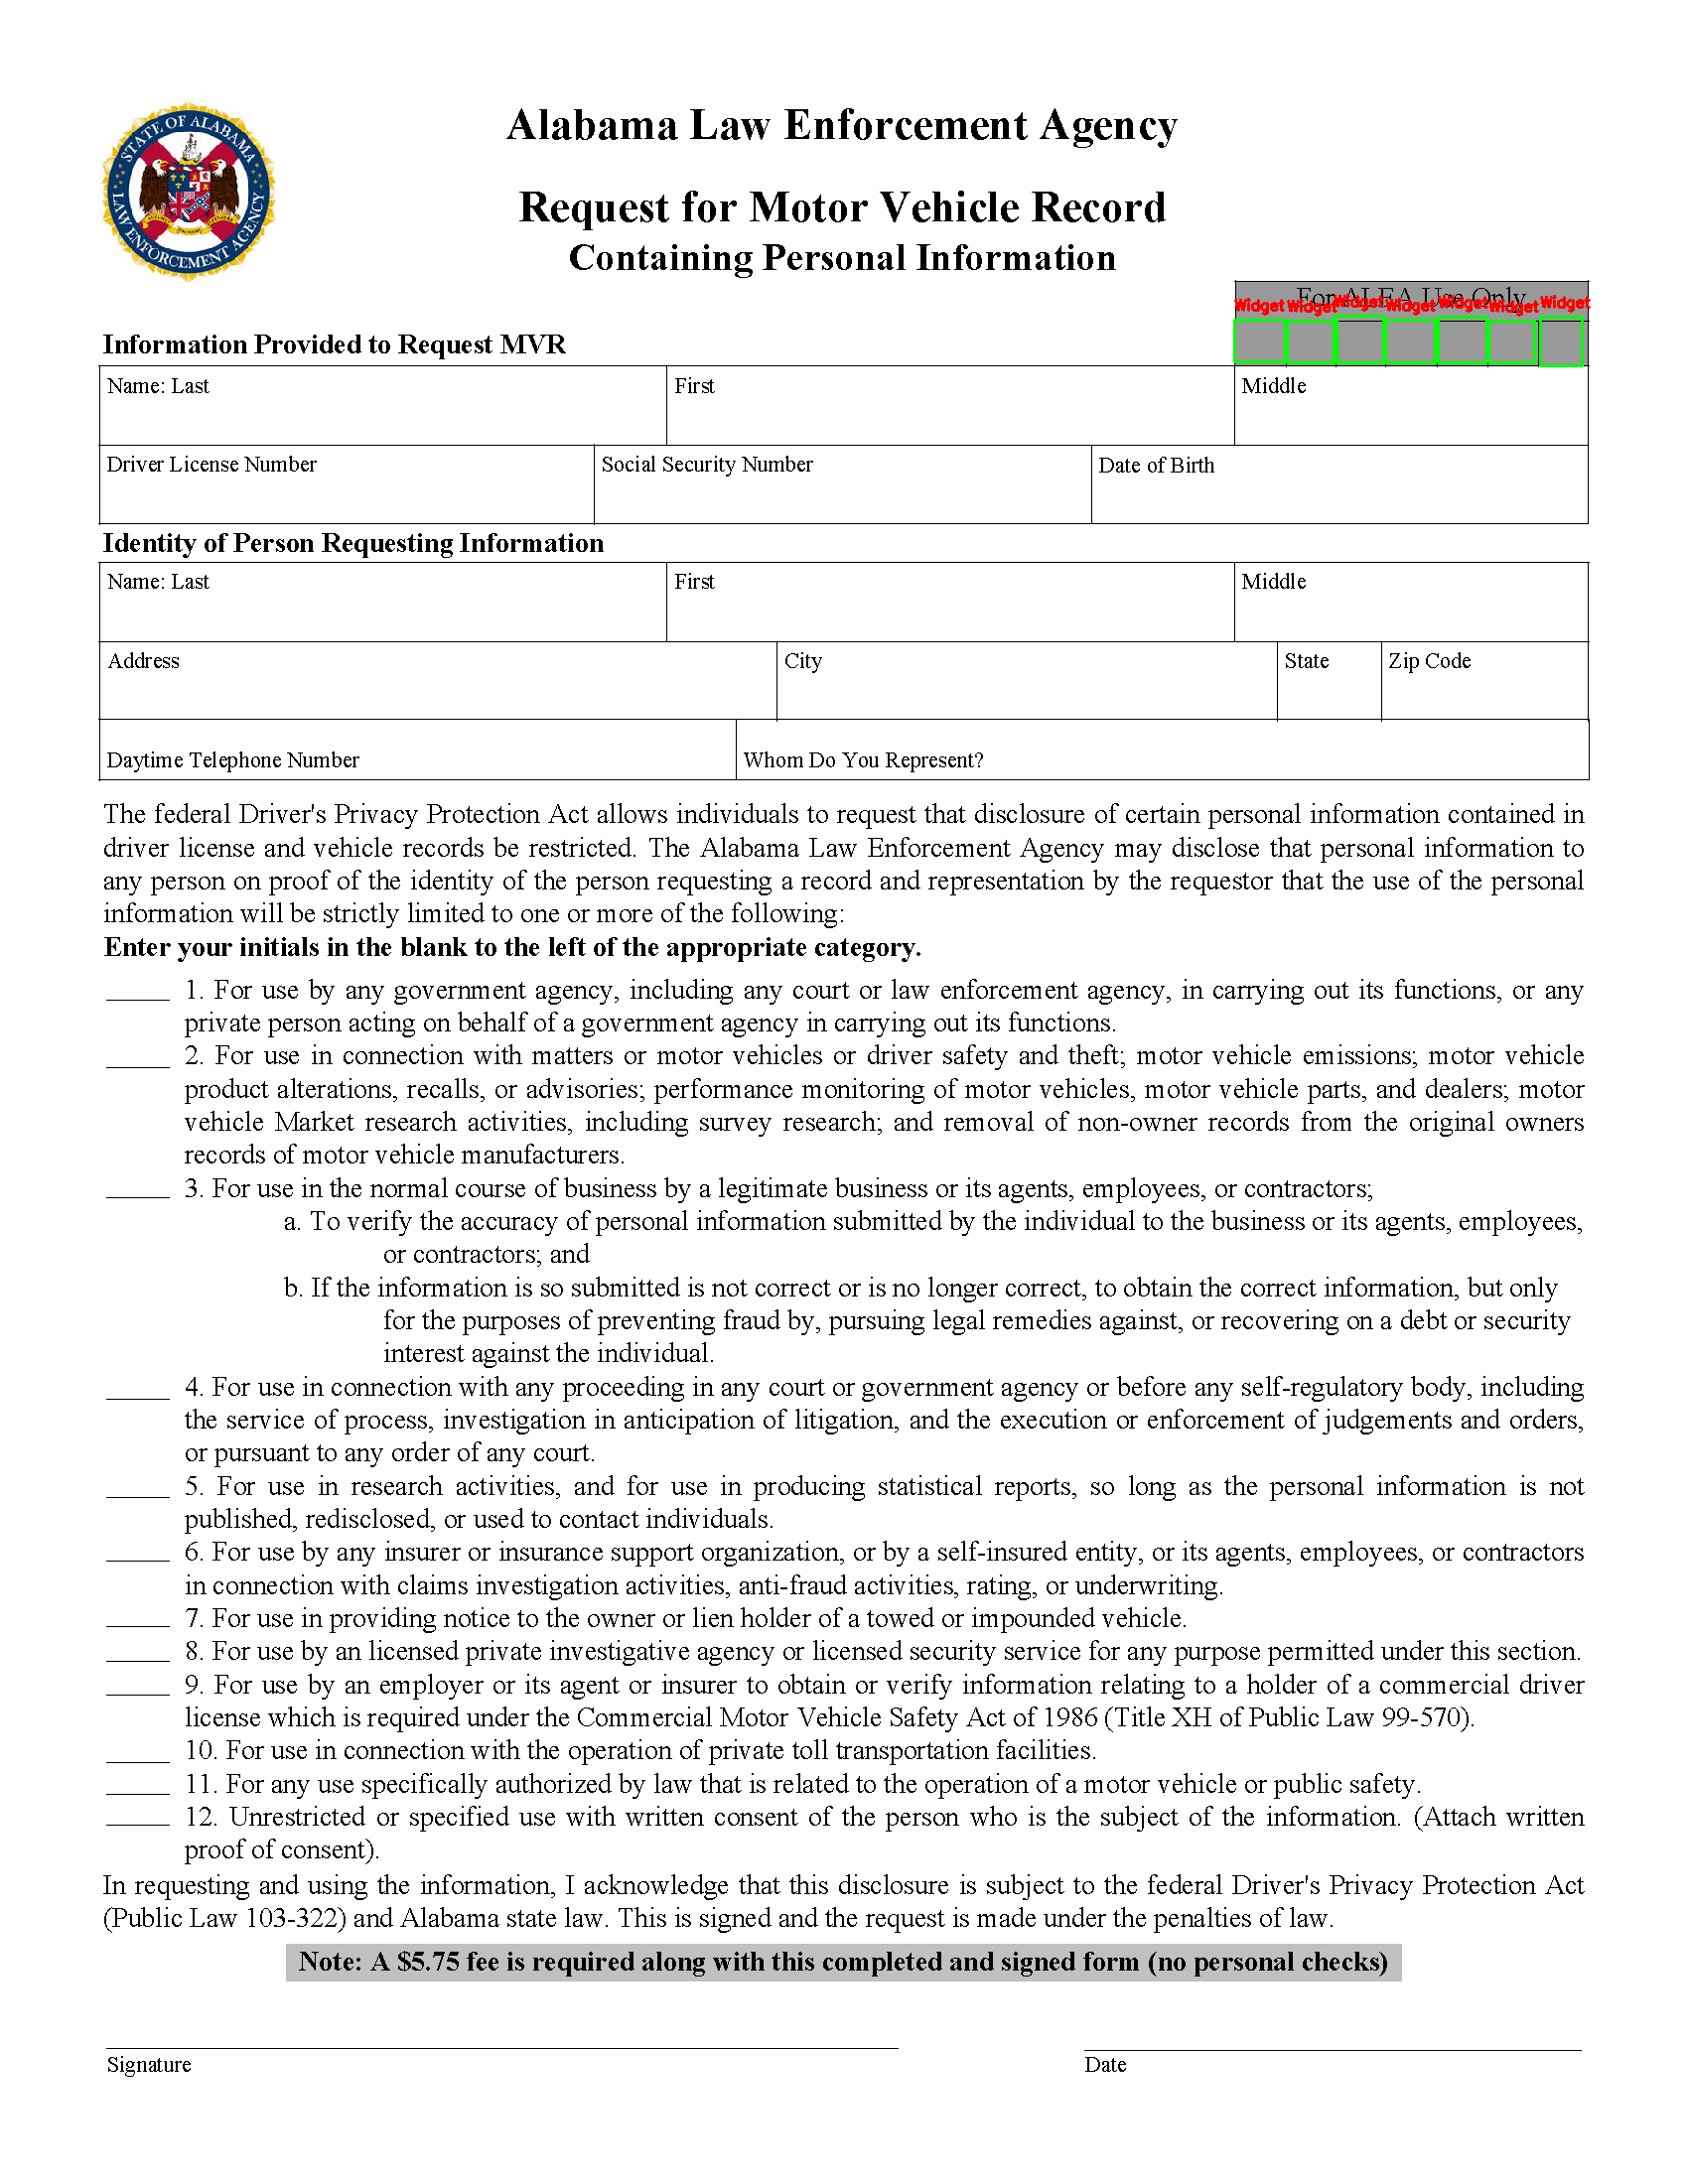 STATE OF ALABAMA
LAW ENFORCEMENT AGENCY
Alabama Law Enforcement Agency
Request for Motor Vehicle Record
Containing Personal Information
For ALEA Use Only
Widget Widget Widget Widget Widget Widget Widget
Information Provided to Request MVR
Name: Last First Middle
Driver License Number Social Security Number Date of Birth
Identity of Person Requesting Information
Name: Last First Middle
Address City State Zip Code
Daytime Telephone Number Whom Do You Represent?
The federal Driver's Privacy Protection Act allows individuals to request that disclosure of certain personal information contained in
driver license and vehicle records be restricted. The Alabama Law Enforcement Agency may disclose that personal information to
any person on proof of the identity of the person requesting a record and representation by the requestor that the use of the personal
information will be strictly limited to one or more of the following:
Enter your initials in the blank to the left of the appropriate category.
_____ 1. For use by any government agency, including any court or law enforcement agency, in carrying out its functions, or any
private person acting on behalf of a government agency in carrying out its functions.
_____ 2. For use in connection with matters or motor vehicles or driver safety and theft; motor vehicle emissions; motor vehicle
product alterations, recalls, or advisories; performance monitoring of motor vehicles, motor vehicle parts, and dealers; motor
vehicle Market research activities, including survey research; and removal of non-owner records from the original owners
records of motor vehicle manufacturers.
_____ 3. For use in the normal course of business by a legitimate business or its agents, employees, or contractors;
a. To verify the accuracy of personal information submitted by the individual to the business or its agents, employees,
or contractors; and
b. If the information is so submitted is not correct or is no longer correct, to obtain the correct information, but only
for the purposes of preventing fraud by, pursuing legal remedies against, or recovering on a debt or security
interest against the individual.
_____ 4. For use in connection with any proceeding in any court or government agency or before any self-regulatory body, including
the service of process, investigation in anticipation of litigation, and the execution or enforcement of judgements and orders,
or pursuant to any order of any court.
_____ 5. For use in research activities, and for use in producing statistical reports, so long as the personal information is not
published, redisclosed, or used to contact individuals.
_____ 6. For use by any insurer or insurance support organization, or by a self-insured entity, or its agents, employees, or contractors
in connection with claims investigation activities, anti-fraud activities, rating, or underwriting.
_____ 7. For use in providing notice to the owner or lien holder of a towed or impounded vehicle.
_____ 8. For use by an licensed private investigative agency or licensed security service for any purpose permitted under this section.
_____ 9. For use by an employer or its agent or insurer to obtain or verify information relating to a holder of a commercial driver
license which is required under the Commercial Motor Vehicle Safety Act of 1986 (Title XH of Public Law 99-570).
_____ 10. For use in connection with the operation of private toll transportation facilities.
_____ 11. For any use specifically authorized by law that is related to the operation of a motor vehicle or public safety.
_____ 12. Unrestricted or specified use with written consent of the person who is the subject of the information. (Attach written
proof of consent).
In requesting and using the information, I acknowledge that this disclosure is subject to the federal Driver's Privacy Protection Act
(Public Law 103-322) and Alabama state law. This is signed and the request is made under the penalties of law.
Note: A $5.75 fee is required along with this completed and signed form (no personal checks)
Signature Date